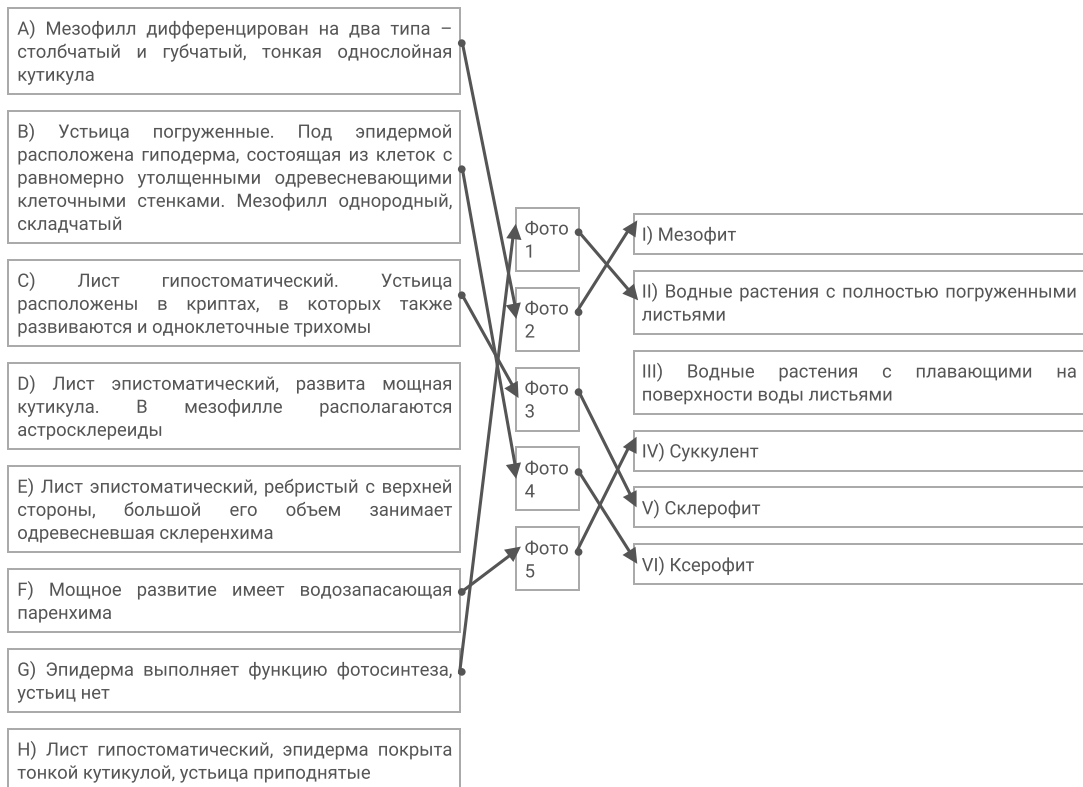 A) Мезофилл дифференцирован на два типа –
столбчатый и губчатый, тонкая однослойная
кутикула
B) Устьица погруженные. Под эпидермой
расположена гиподерма, состоящая из клеток с
равномерно утолщенными одревесневающими
клеточными стенками. Мезофилл однородный,
складчатый
C) Лист гипостоматический. Устьица
расположены в криптах, в которых также
развиваются и одноклеточные трихомы
D) Лист эпистоматический, развита мощная
кутикула. В мезофилле располагаются
астросклереиды
E) Лист эпистоматический, ребристый с верхней
стороны, большой его объем занимает
одревесневшая склеренхима
F) Мощное развитие имеет водозапасающая
паренхима
G) Эпидерма выполняет функцию фотосинтеза,
устьиц нет
H) Лист гипостоматический, эпидерма покрыта
тонкой кутикулой, устьица приподнятые
Фото
1
Фото
2
Фото
3
Фото
4
Фото
5
I) Мезофит
II) Водные растения с полностью погруженными
листьями
III) Водные растения с плавающими на
поверхности воды листьями
IV) Суккулент
V) Склерофит
VI) Ксерофит